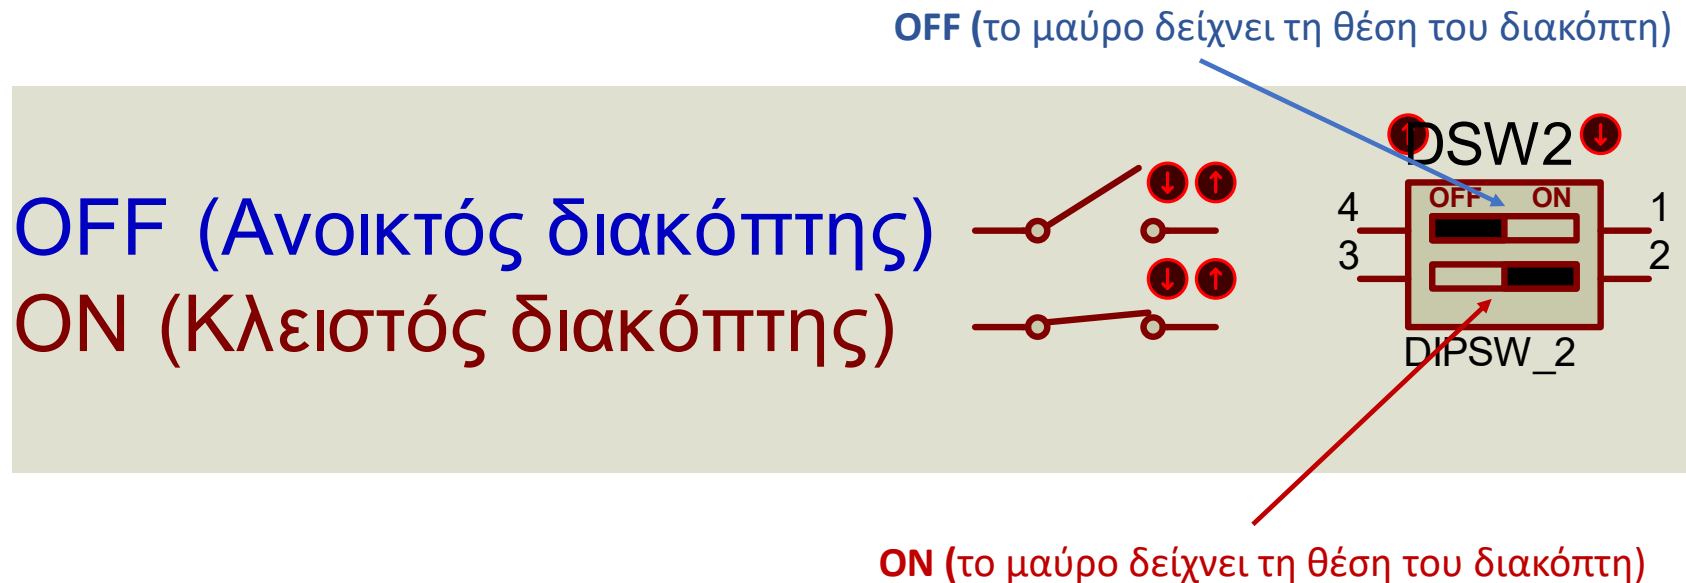 OFF (το μαύρο δείχνει τη θέση του διακόπτη)
DSW2
OFF ON
OFF (Ανοικτός διακόπτης)
4 1
3 2
ON (Κλειστός διακόπτης)
DIPSW_2
ON (το μαύρο δείχνει τη θέση του διακόπτη)